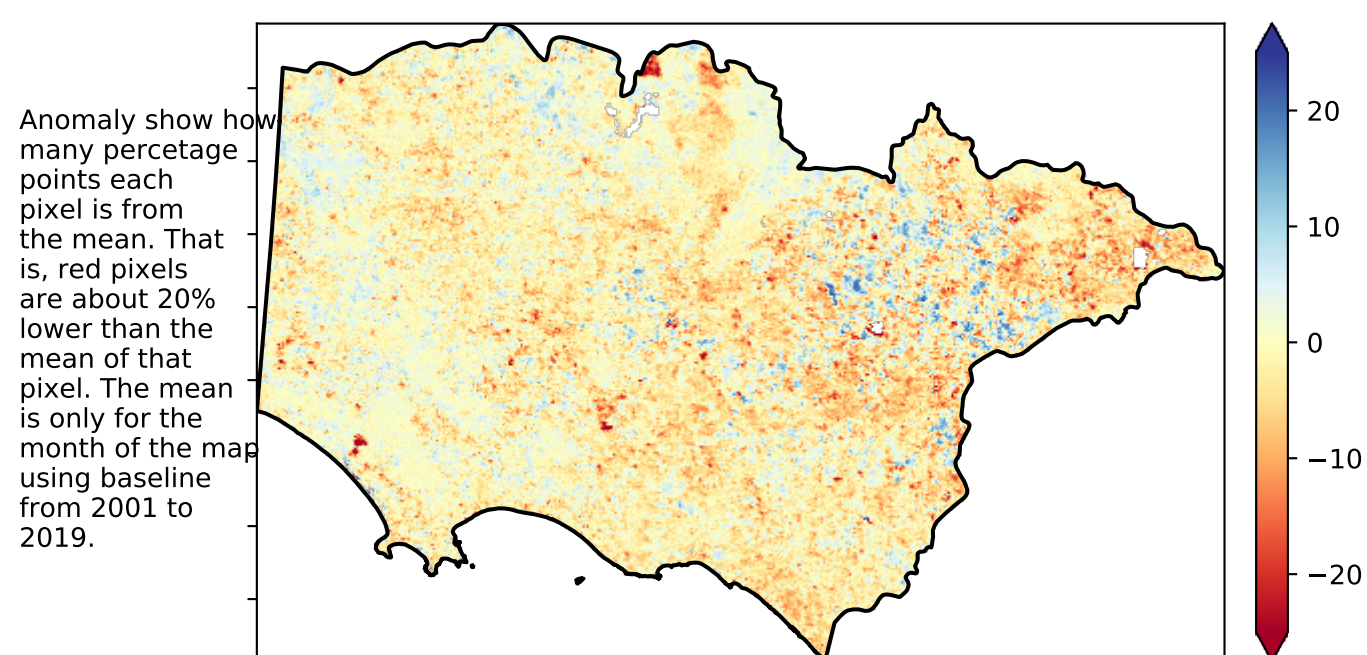 Anomaly show how
many percetage
points each
pixel is from
the mean. That
is, red pixels
are about 20%
lower than the
mean of that
pixel. The mean
is only for the
month of the map
using baseline
from 2001 to
2019.
20
10
0
−10
−20